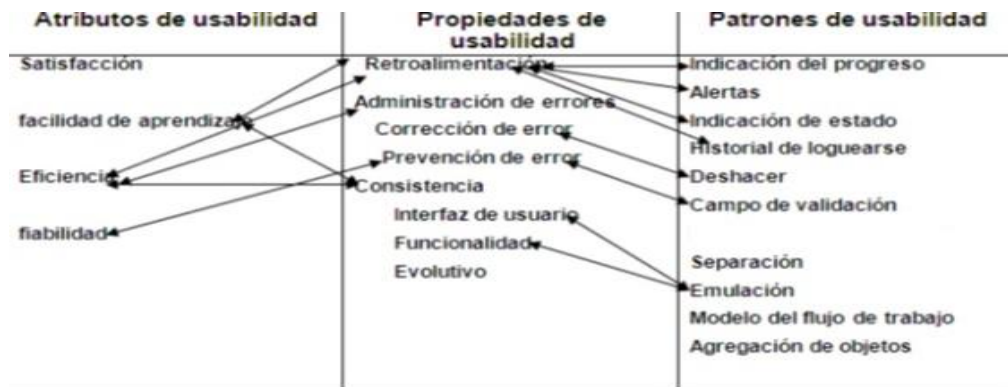 Atributos de usabilidad
Propiedades de
usabilidad
Patrones de usabilidad
Satisfacción
facilidad de aprendizaje
Eficiencia
fiabilidad
Retroalimentación
Administración de errores
Corrección de error
Prevención de error
Consistencia
Interfaz de usuario
Funcionalidad
Evolutivo
Indicación del progreso
Alertas
Indicación de estado
Historial de loguearse
Deshacer
Campo de validación
Separación
Emulación
Modelo del flujo de trabajo
Agregación de objetos